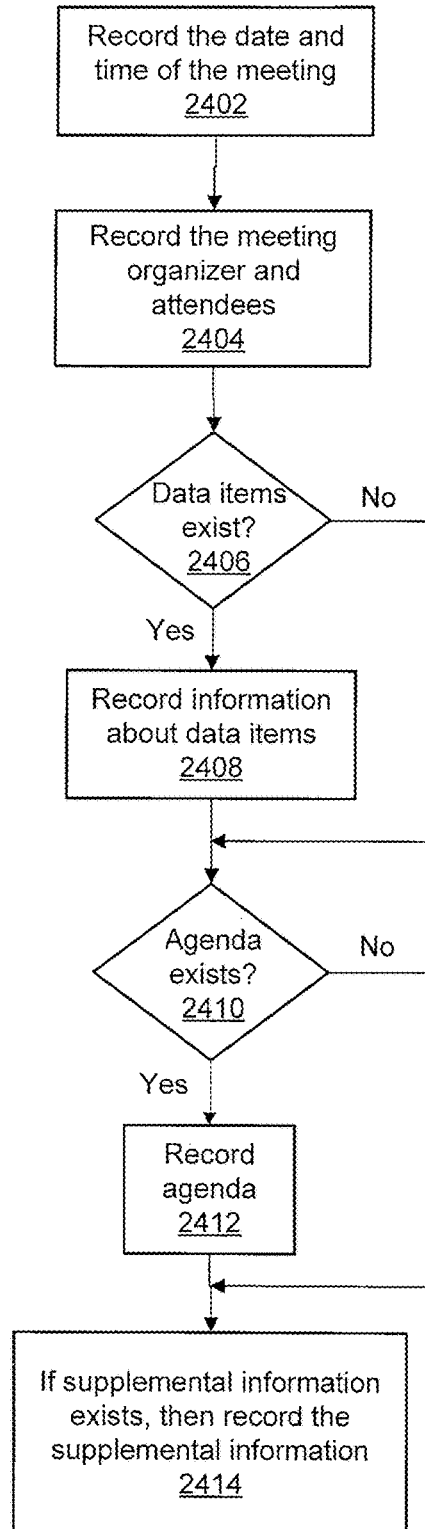 Record the date and
time of the meeting
2402
Record the meeting
organizer and
attendees
2404
Data items
exist?
2406
No
Yes
Record information
about data items
2408
Agenda
exists?
2410
No
Yes
Record
agenda
2412
If supplemental information
exists, then record the
supplemental information
2414